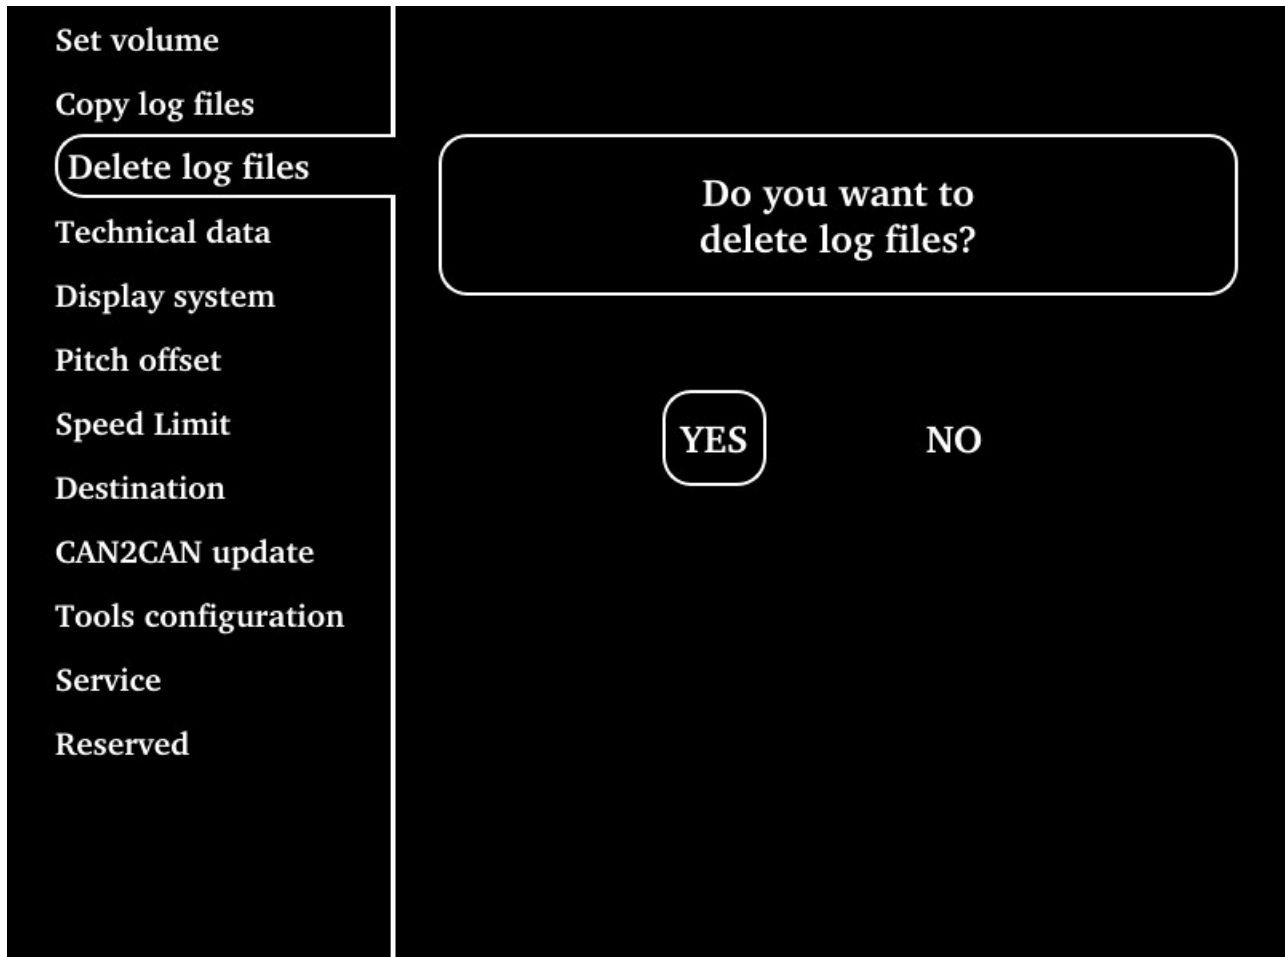 Set volume
Copy log files
Delete log files
Technical data
Display system
Pitch offset
Speed Limit
Destination
CAN2CAN update
Tools configuration
Service
Reserved
Do you want to
delete log files?
YES NO